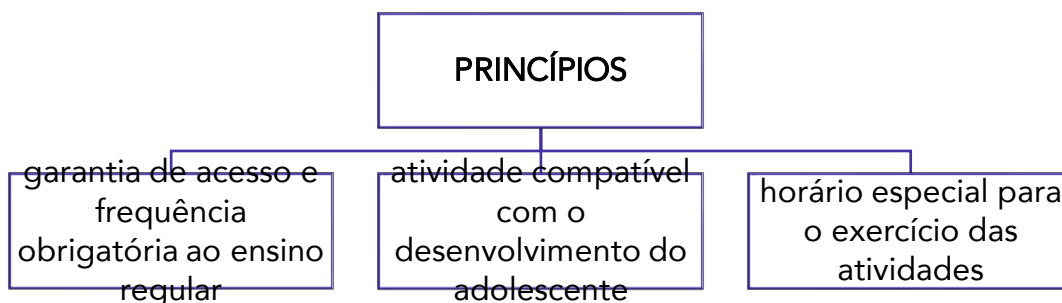 PRINCÍPIOS
garantia de acesso e
frequência
obrigatória ao ensino
regular
atividade compatível
com o
desenvolvimento do
adolescente
horário especial para
o exercício das
atividades